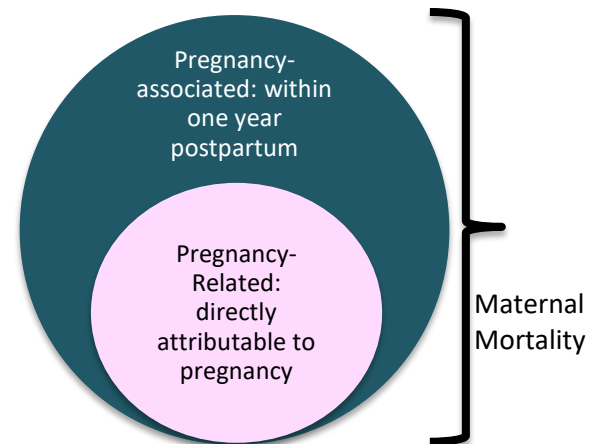 Pregnancy-
associated: within
one year
postpartum
Pregnancy-
Related:
directly
attributable to
pregnancy
Maternal
Mortality